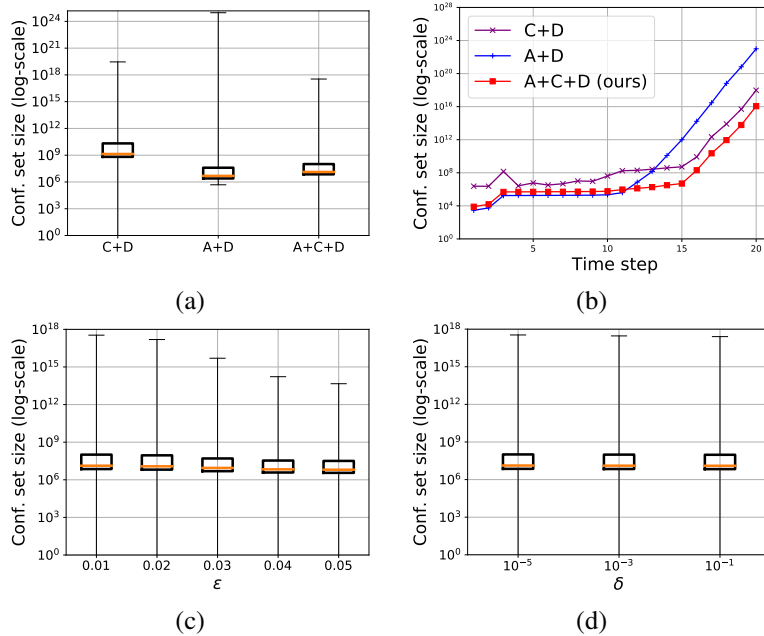 Conf. set size (log-scale)
10^24
10^21
10^18
10^15
10^12
10^9
10^6
10^3
10^0
C+D
A+D
A+C+D
(a)
Conf. set size (log-scale)
10^28
10^24
10^20
10^16
10^12
10^8
10^4
10^0
C+D
A+D
A+C+D (ours)
5
10
15
20
Time step
(b)
Conf. set size (log-scale)
10^18
10^15
10^12
10^9
10^6
10^3
10^0
0.01
0.02
0.03
0.04
0.05
ε
(c)
Conf. set size (log-scale)
10^18
10^15
10^12
10^9
10^6
10^3
10^0
10^−5
10^−3
10^−1
δ
(d)